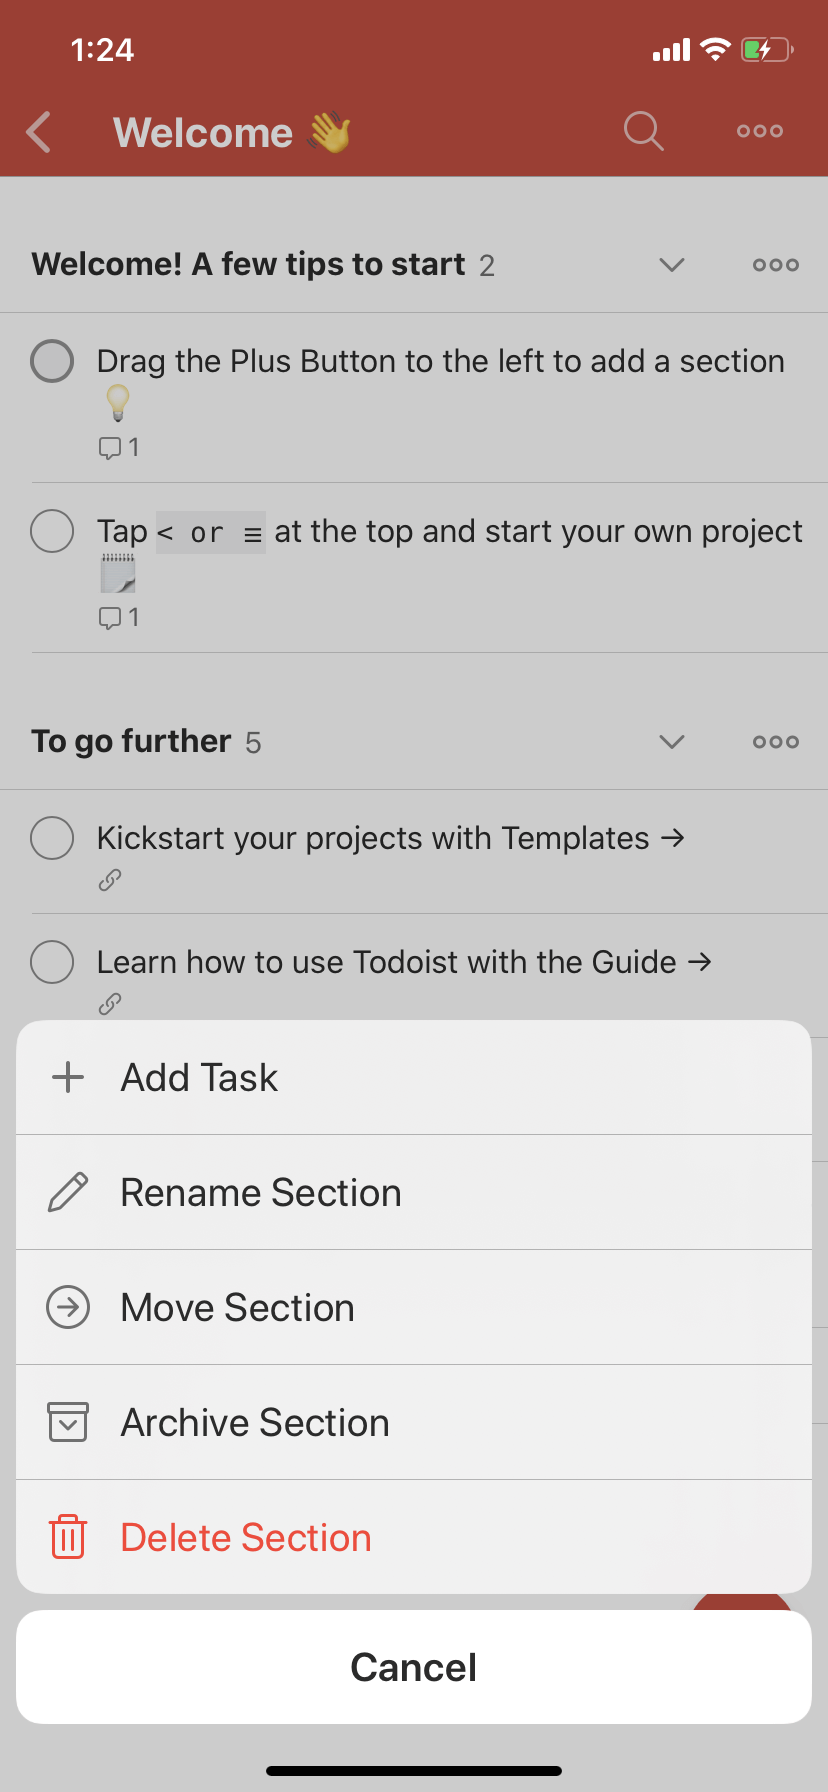 1:24
Welcome 👋
Welcome! A few tips to start 2
Drag the Plus Button to the left to add a section
💡
1
Tap < or ≡ at the top and start your own project
🗒️
1
To go further 5
Kickstart your projects with Templates →
Learn how to use Todoist with the Guide →
Add Task
Rename Section
Move Section
Archive Section
Delete Section
Cancel